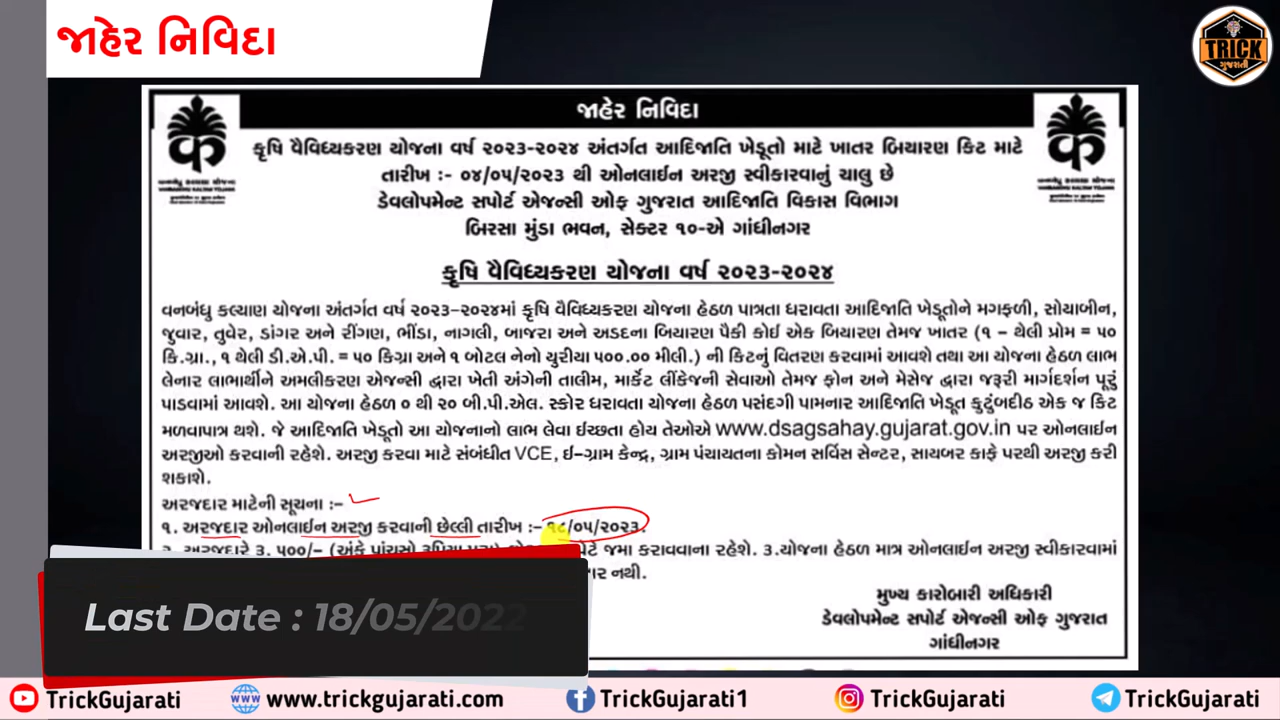 જાહેર નિવિદા
TRICK
ગુજરાતી
જાહેર નિવિદા
ક
કૃષિ વૈવિધ્યકરણ યોજના વર્ષ ૨૦૨૩-૨૦૨૪ અંતર્ગત આદિજાતિ ખેડૂતો માટે ખાતર બિયારણ કિટ માટે
તારીખ :- ૦૪/૦૫/૨૦૨૩ થી ઓનલાઈન અરજી સ્વીકારવાનું ચાલુ છે
ડેવ્લોપમેન્ટ સપોર્ટ એજન્સી ઓફ ગુજરાત આદિજાતિ વિકાસ વિભાગ
બિરસા મુંડા ભવન, સેક્ટર ૧૦-એ ગાંધીનગર
કૃષિ વૈવિધ્યકરણ યોજના વર્ષ ૨૦૨૩-૨૦૨૪
વનબંધુ કલ્યાણ યોજના અંતર્ગત વર્ષ ૨૦૨૩-૨૦૨૪માં કૃષિ વૈવિધ્યકરણ યોજના હેઠળ પાત્રતા ધરાવતા આદિજાતિ ખેડૂતોને મગફળી, સોયાબીન,
જુવાર, તુવેર, ડાંગર અને રીંગણ, ભીંડા, નાગલી, બાજરા અને અડદના બિયારણ પૈકી કોઈ એક બિયારણ તેમજ ખાતર (૧ - થેલી પ્રોમ = ૫૦
કિ.ગ્રા., ૧ થેલી ડી.એ.પી. = ૫૦ કિગ્રા અને ૧ બોટલ નેનો યુરીયા ૫૦૦.૦૦ મીલી.) ની કિટનું વિતરણ કરવામાં આવશે તથા આ યોજના હેઠળ લાભ
લેનાર લાભાર્થીને અમલીકરણ એજન્સી દ્વારા ખેતી અંગેની તાલીમ, માર્કેટ લીંકેજની સેવાઓ તેમજ ફોન અને મેસેજ દ્વારા જરૂરી માર્ગદર્શન પૂરું
પાડવામાં આવશે. આ યોજના હેઠળ ૦ થી ૨૦ બી.પી.એલ. સ્કોર ધરાવતા યોજના હેઠળ પસંદગી પામનાર આદિજાતિ ખેડૂત કુટુંબદીઠ એક જ કિટ
મળવાપાત્ર થશે. જે આદિજાતિ ખેડૂતો આ યોજનાનો લાભ લેવા ઈચ્છતા હોય તેઓએ www.dsagsahay.gujarat.gov.in પર ઓનલાઈન
અરજીઓ કરવાની રહેશે. અરજી કરવા માટે સંબંધીત VCE, ઈ-ગ્રામ કેન્દ્ર, ગ્રામ પંચાયતના કોમન સર્વિસ સેન્ટર, સાયબર કાફે પરથી અરજી કરી
શકાશે.
અરજદાર માટેની સૂચના :-
૧. અરજદાર ઓનલાઈન અરજી કરવાની છેલ્લી તારીખ :- ૧૮/૦૫/૨૦૨૩.
૨. અરજદારે રૂ. ૫૦૦/- (અંકે પાંચસો રૂપિયા પેટે જમા કરાવવાના રહેશે. ૩.યોજના હેઠળ માત્ર ઓનલાઈન અરજી સ્વીકારવામાં
નથી.
મુખ્ય કારોબારી અધિકારી
ડેવ્લોપમેન્ટ સપોર્ટ એજન્સી ઓફ ગુજરાત
ગાંધીનગર
Last Date : 18/05/2022
TrickGujarati
www.trickgujarati.com
TrickGujarati1
TrickGujarati
TrickGujarati